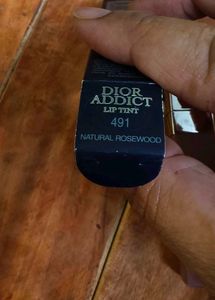 DIOR
ADDICT
LIP TINT
491
NATURAL ROSEWOOD